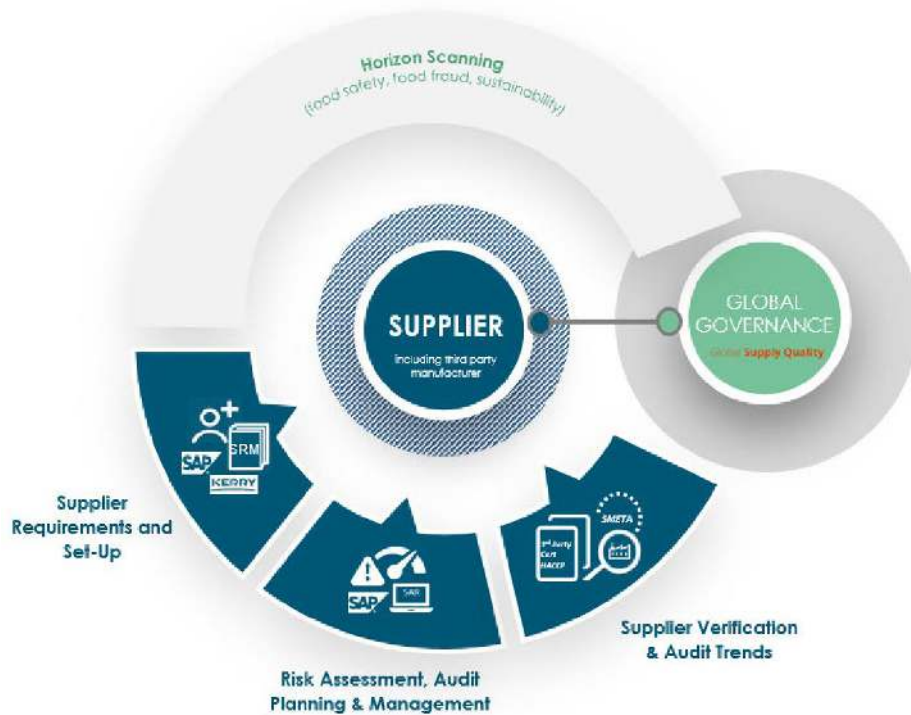 Horizon Scanning
(food safety, food fraud, sustainability)
SUPPLIER
including third party
manufacturer
GLOBAL
GOVERNANCE
Global Supply Quality
SRM
SAP
KERRY
Supplier
Requirements and
Set-Up
SAP
SAR
Risk Assessment, Audit
Planning & Management
SMETA
3rd Party
Cert
HACCP
Supplier Verification
& Audit Trends